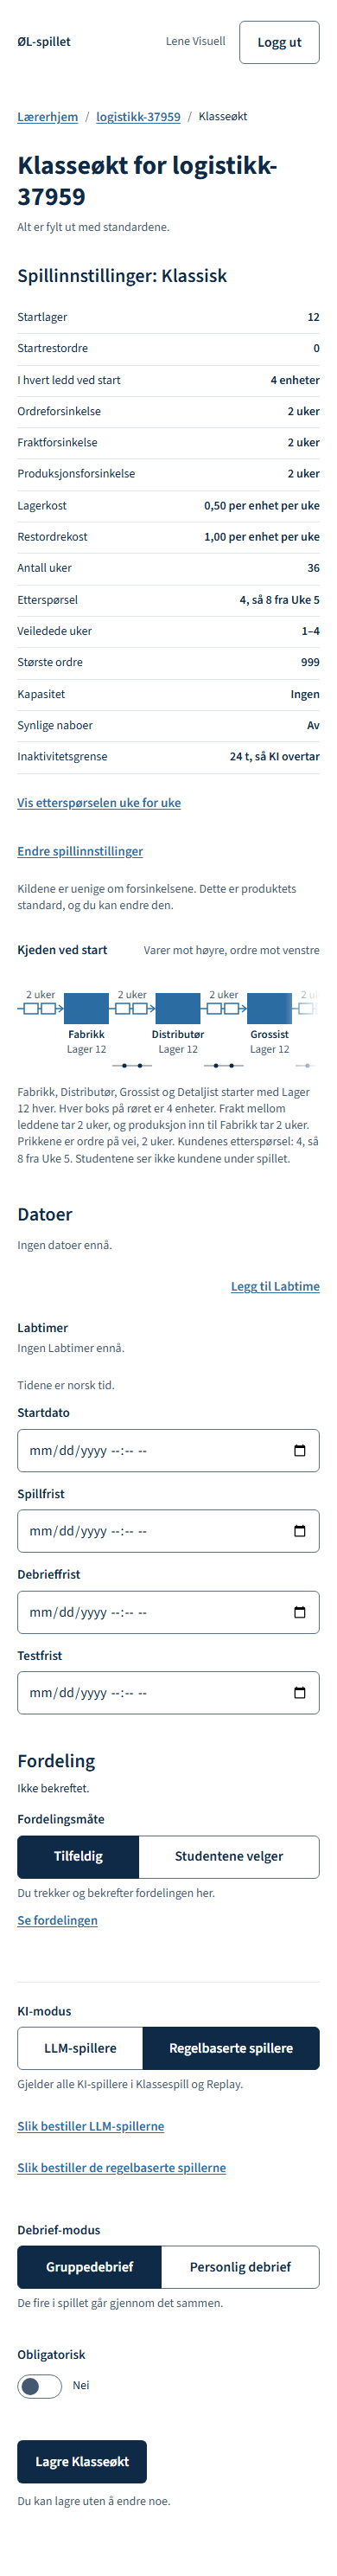 ØL-spillet
Lene Visuell
Logg ut
Lærerhjem / logistikk-37959 / Klasseøkt
Klasseøkt for logistikk-
37959
Alt er fylt ut med standardene.
Spillinnstillinger: Klassisk
Startlager 12
Startrestordre 0
I hvert ledd ved start 4 enheter
Ordreforsinkelse 2 uker
Fraktforsinkelse 2 uker
Produksjonsforsinkelse 2 uker
Lagerkost 0,50 per enhet per uke
Restordrekost 1,00 per enhet per uke
Antall uker 36
Etterspørsel 4, så 8 fra Uke 5
Veiledede uker 1–4
Største ordre 999
Kapasitet Ingen
Synlige naboer Av
Inaktivitetsgrense 24 t, så KI overtar
Vis etterspørselen uke for uke
Endre spillinnstillinger
Kildene er uenige om forsinkelsene. Dette er produktets
standard, og du kan endre den.
Kjeden ved start Varer mot høyre, ordre mot venstre
2 uker 2 uker 2 uker 2
Fabrikk Distributør Grossist
Lager 12 Lager 12 Lager 12
Fabrikk, Distributør, Grossist og Detaljist starter med Lager
12 hver. Hver boks på røret er 4 enheter. Frakt mellom
leddene tar 2 uker, og produksjon inn til Fabrikk tar 2 uker.
Prikkene er ordre på vei, 2 uker. Kundenes etterspørsel: 4, så
8 fra Uke 5. Studentene ser ikke kundene under spillet.
Datoer
Ingen datoer ennå.
Legg til Labtime
Labtimer
Ingen Labtimer ennå.
Tidene er norsk tid.
Startdato
mm/dd/yyyy --:-- --
Spillfrist
mm/dd/yyyy --:-- --
Debrieffrist
mm/dd/yyyy --:-- --
Testfrist
mm/dd/yyyy --:-- --
Fordeling
Ikke bekreftet.
Fordelingsmåte
Tilfeldig Studentene velger
Du trekker og bekrefter fordelingen her.
Se fordelingen
KI-modus
LLM-spillere Regelbaserte spillere
Gjelder alle KI-spillere i Klassespill og Replay.
Slik bestiller LLM-spillerne
Slik bestiller de regelbaserte spillerne
Debrief-modus
Gruppedebrief Personlig debrief
De fire i spillet går gjennom det sammen.
Obligatorisk
Nei
Lagre Klasseøkt
Du kan lagre uten å endre noe.